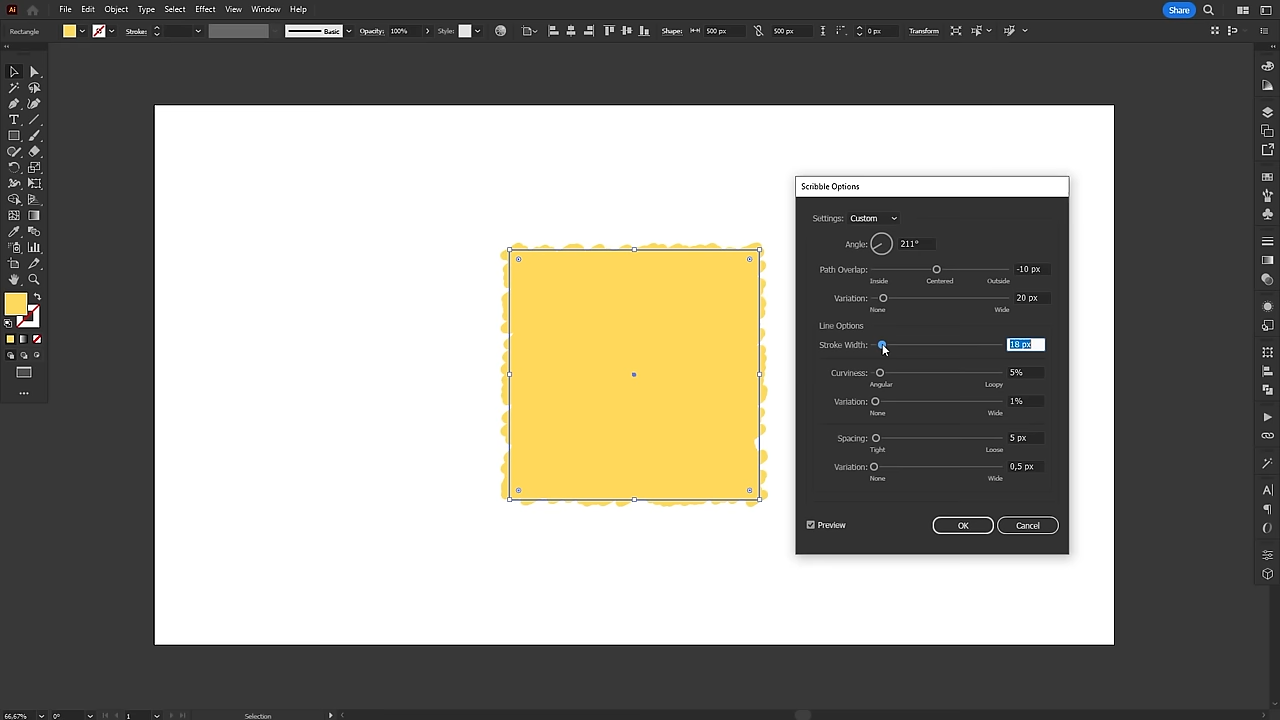 Ai File Edit Object Type Select Effect View Window Help Share
Rectangle Stroke: Basic Opacity: 100% Style: Shape: 500 px 500 px 0 px Transform
Scribble Options
Settings: Custom
Angle: 211°
Path Overlap: -10 px
Inside Centered Outside
Variation: 20 px
None Wide
Line Options
Stroke Width: 18 px
Curviness: 5%
Angular Loopy
Variation: 1%
None Wide
Spacing: 5 px
Tight Loose
Variation: 0,5 px
None Wide
Preview OK Cancel
66,67% 0° 1 Selection